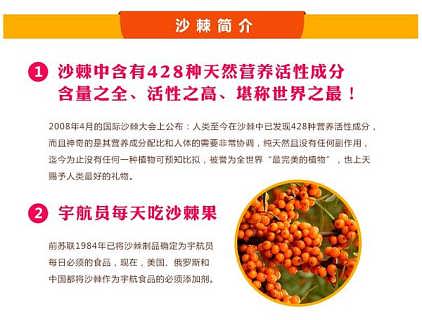 沙棘简介
1 沙棘中含有428种天然营养活性成分
含量之全、活性之高、堪称世界之最！
2008年4月的国际沙棘大会上公布：人类至今在沙棘中已发现428种营养活性成分，
而且神奇的是其营养成分配比和人体的需要非常协调，纯天然且没有任何副作用，
迄今为止没有任何一种植物可预知比拟，被誉为全世界“最完美的植物”，也上天
赐予人类最好的礼物。
2 宇航员每天吃沙棘果
前苏联1984年已将沙棘制品确定为宇航员
每日必须的食品，现在，美国、俄罗斯和
中国都将沙棘作为宇航食品的必须添加剂。